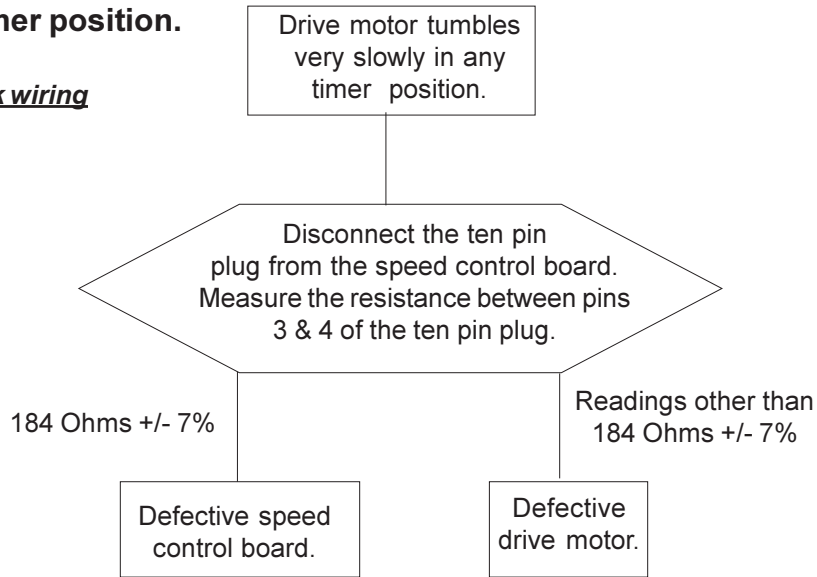 mer position.
k wiring
Drive motor tumbles
very slowly in any
timer position.
Disconnect the ten pin
plug from the speed control board.
Measure the resistance between pins
3 & 4 of the ten pin plug.
184 Ohms +/- 7%
Readings other than
184 Ohms +/- 7%
Defective speed
control board.
Defective
drive motor.